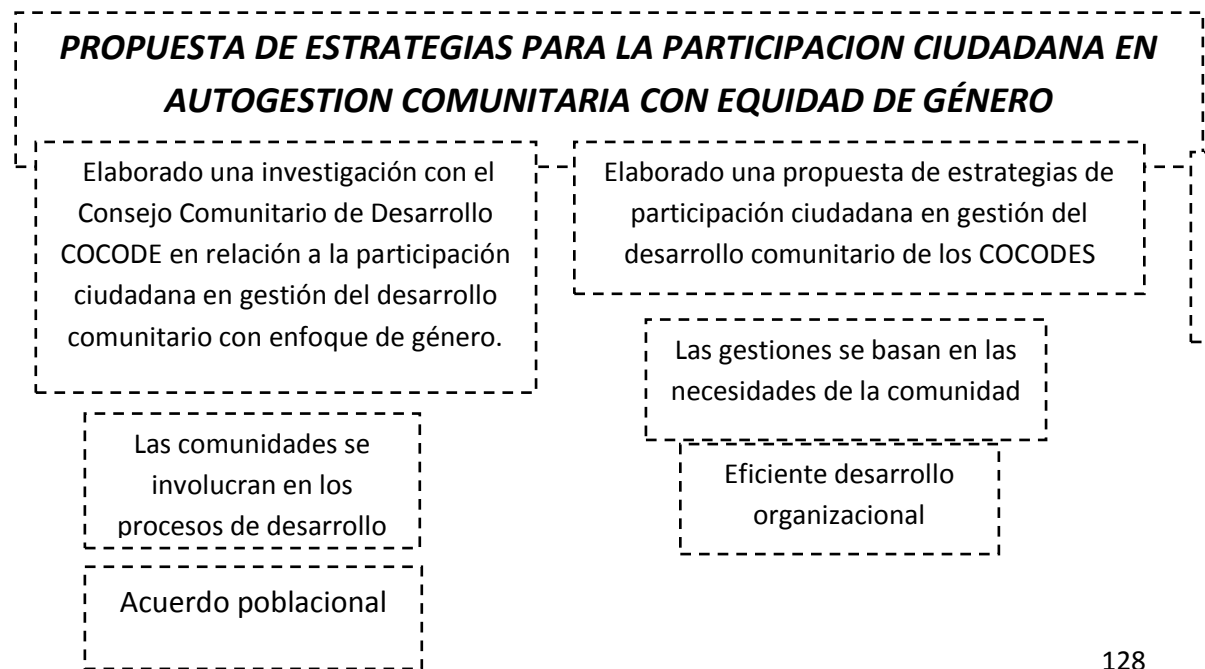 PROPUESTA DE ESTRATEGIAS PARA LA PARTICIPACION CIUDADANA EN
AUTOGESTION COMUNITARIA CON EQUIDAD DE GÉNERO
Elaborado una investigación con el
Consejo Comunitario de Desarrollo
COCODE en relación a la participación
ciudadana en gestión del desarrollo
comunitario con enfoque de género.
Elaborado una propuesta de estrategias de
participación ciudadana en gestión del
desarrollo comunitario de los COCODES
Las gestiones se basan en las
necesidades de la comunidad
Las comunidades se
involucran en los
procesos de desarrollo
Eficiente desarrollo
organizacional
Acuerdo poblacional
128